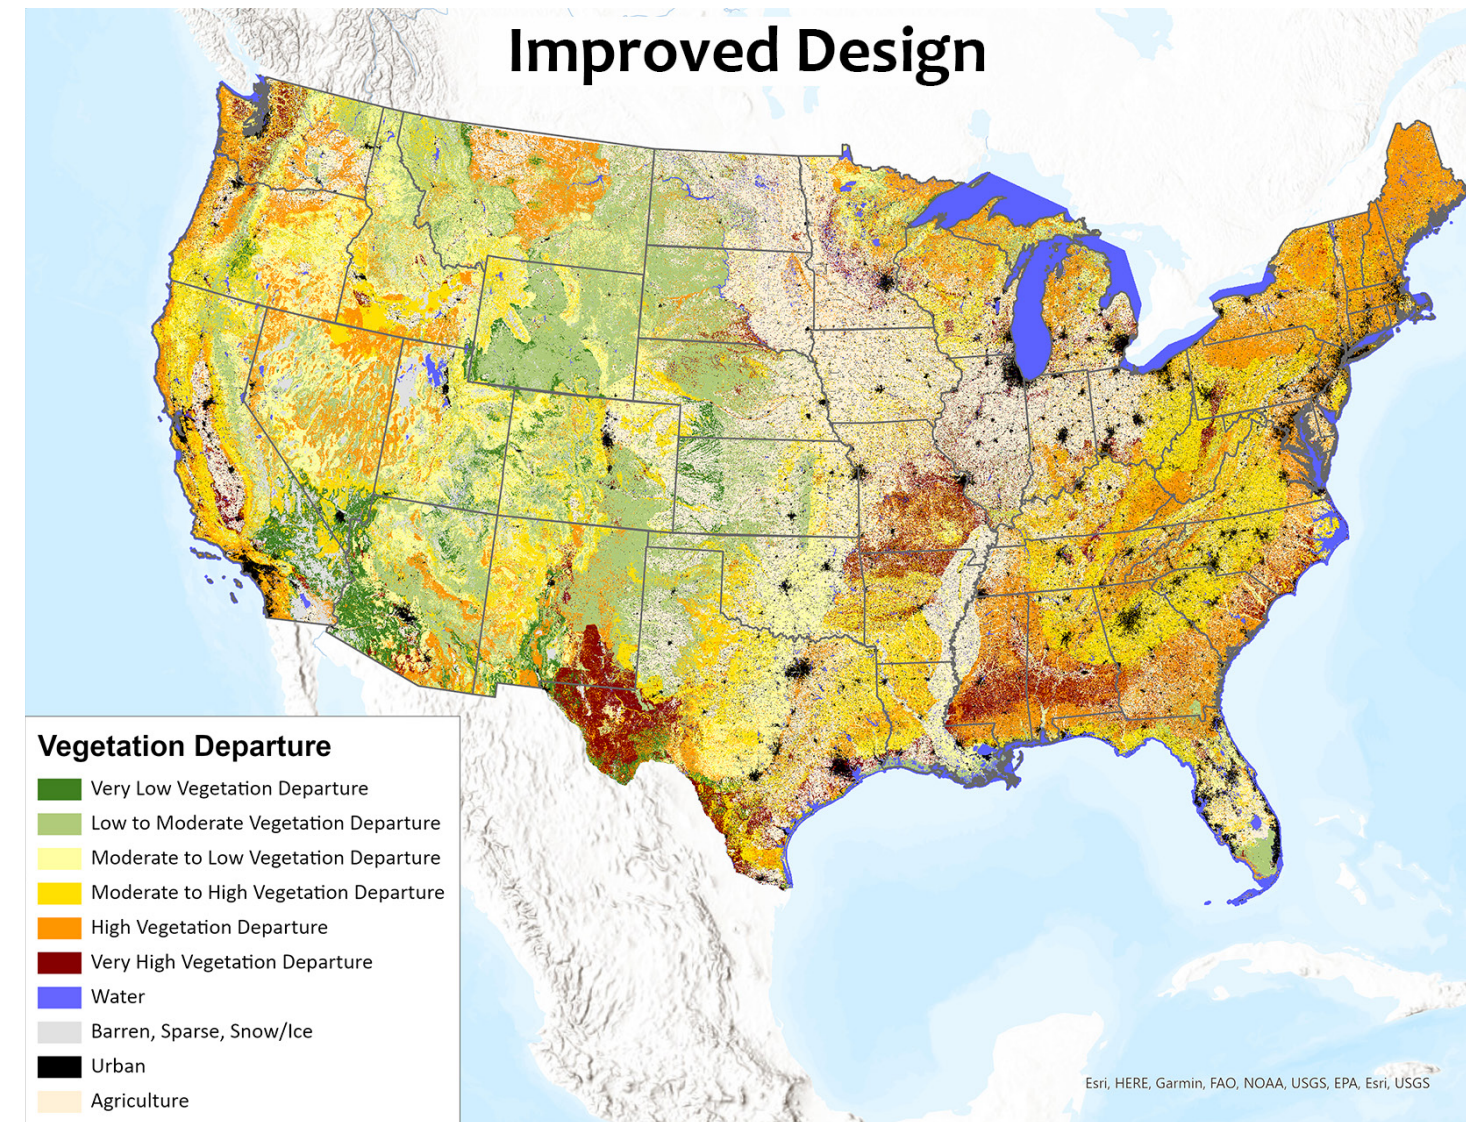 Improved Design
Vegetation Departure
Very Low Vegetation Departure
Low to Moderate Vegetation Departure
Moderate to Low Vegetation Departure
Moderate to High Vegetation Departure
High Vegetation Departure
Very High Vegetation Departure
Water
Barren, Sparse, Snow/Ice
Urban
Agriculture
Esri, HERE, Garmin, FAO, NOAA, USGS, EPA, Esri, USGS